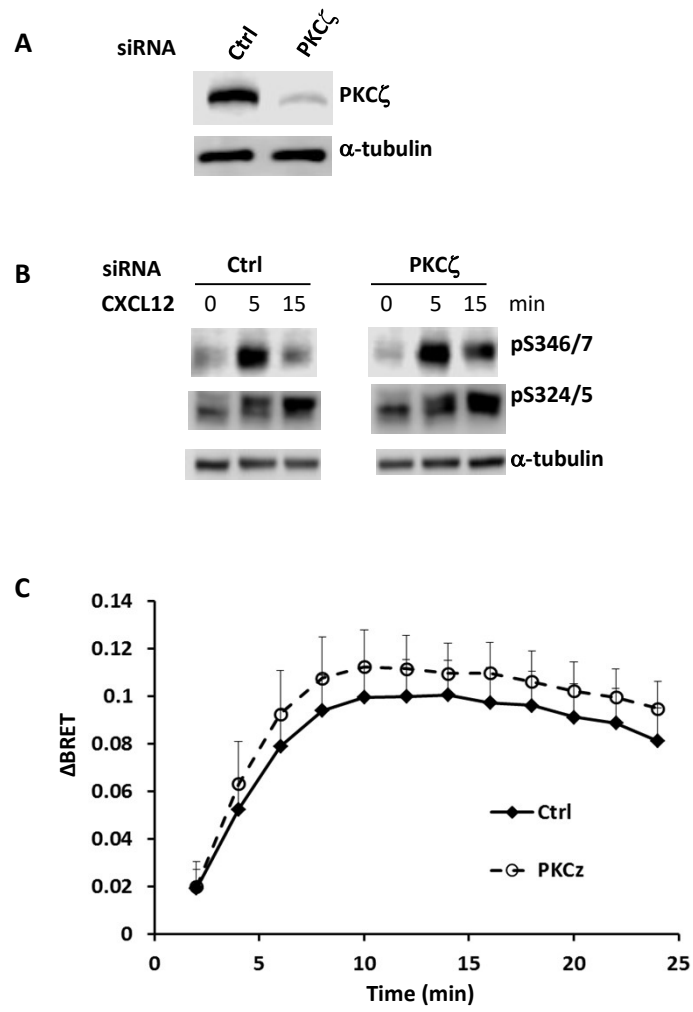 A
siRNA Ctrl PKCζ
PKCζ
α-tubulin
B
siRNA Ctrl PKCζ
CXCL12 0 5 15 0 5 15 min
pS346/7
pS324/5
α-tubulin
C
0.14
0.12
0.1
0.08
0.06
0.04
0.02
0
ΔBRET
Ctrl
PKCz
0 5 10 15 20 25
Time (min)